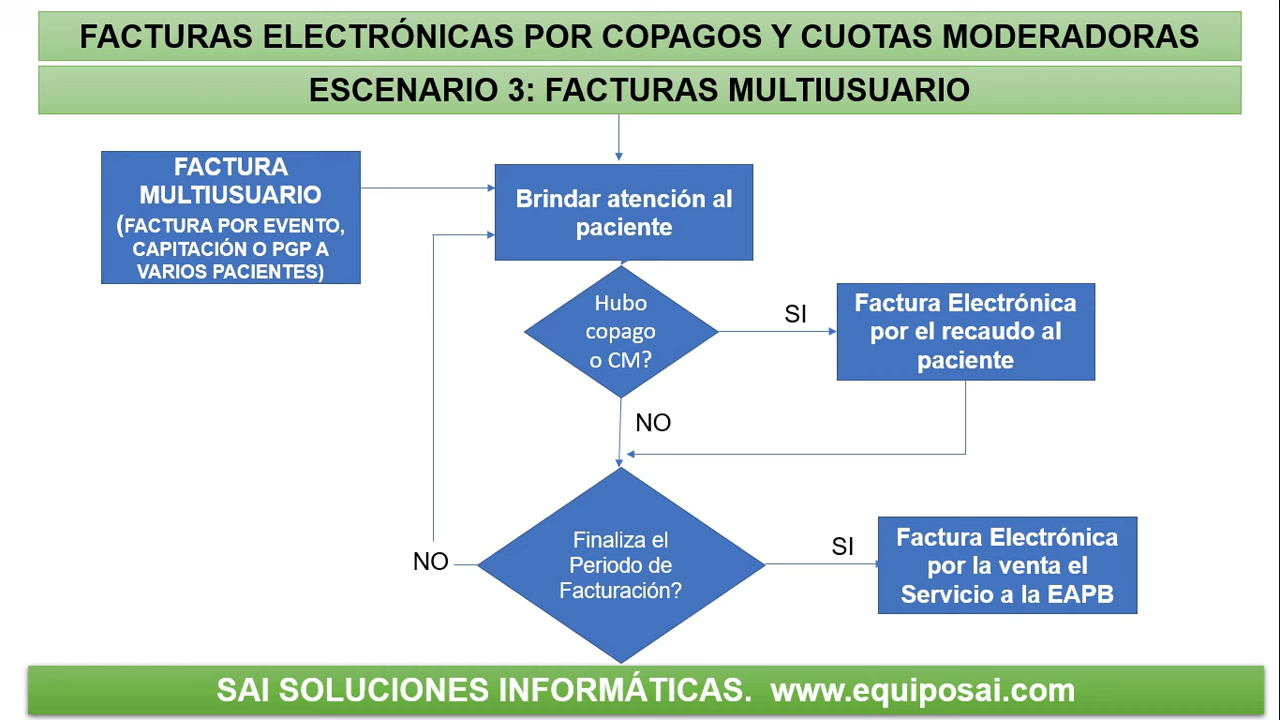 FACTURAS ELECTRÓNICAS POR COPAGOS Y CUOTAS MODERADORAS
ESCENARIO 3: FACTURAS MULTIUSUARIO
FACTURA
MULTIUSUARIO
(FACTURA POR EVENTO,
CAPITACIÓN O PGP A
VARIOS PACIENTES)
Brindar atención al
paciente
Hubo
copago
o CM?
SI
Factura Electrónica
por el recaudo al
paciente
NO
Finaliza el
Periodo de
Facturación?
NO
SI
Factura Electrónica
por la venta el
Servicio a la EAPB
SAI SOLUCIONES INFORMÁTICAS. www.equiposai.com